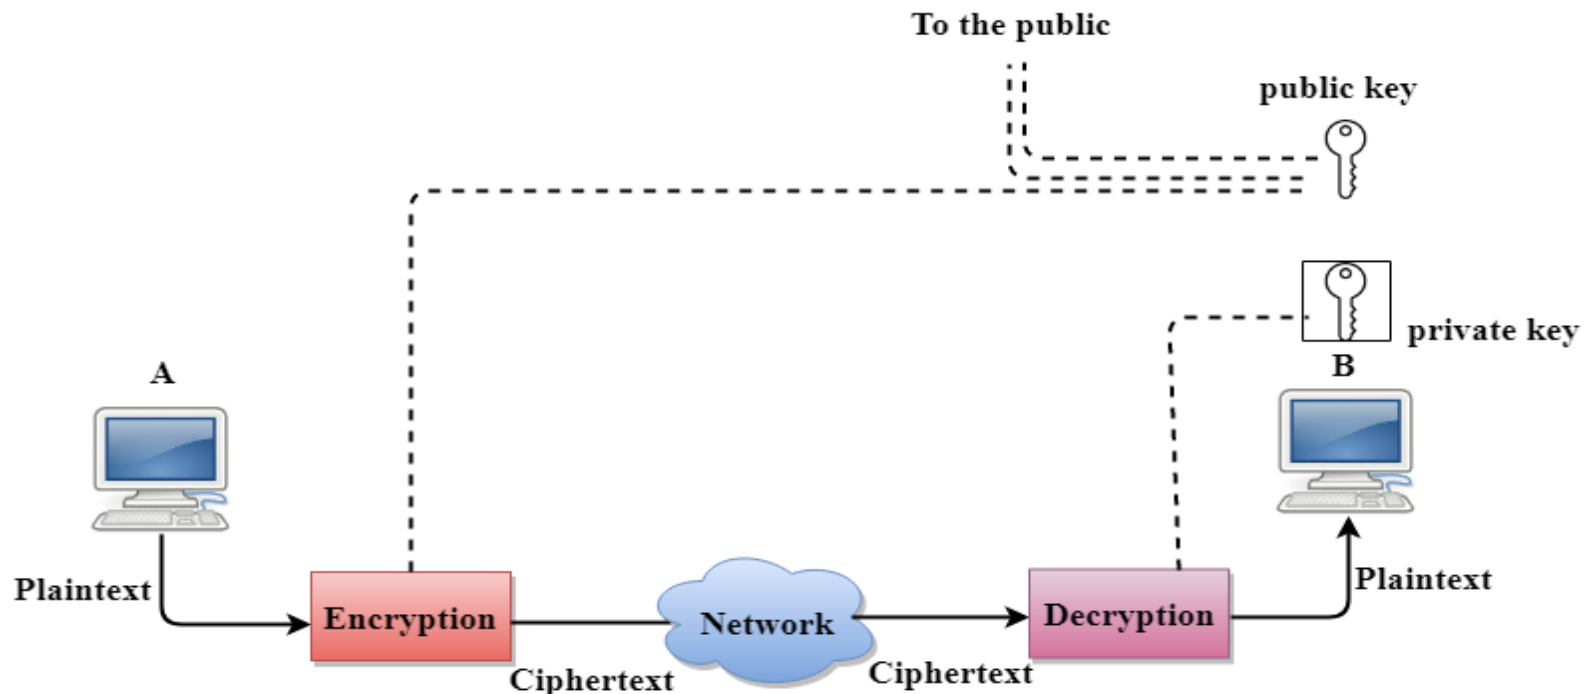 To the public
public key
private key
A
B
Plaintext
Encryption
Ciphertext
Network
Ciphertext
Decryption
Plaintext